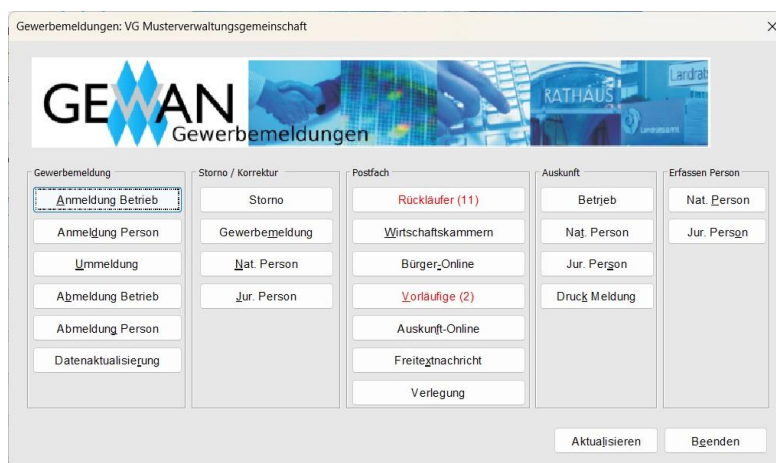 Gewerbemeldungen: VG Musterverwaltungsgemeinschaft
GEWAN
Gewerbemeldungen
RATHAUS
Landrats
Landratsamt
Gewerbemeldung
Anmeldung Betrieb
Anmeldung Person
Ummeldung
Abmeldung Betrieb
Abmeldung Person
Datenaktualisierung
Storno / Korrektur
Storno
Gewerbemeldung
Nat. Person
Jur. Person
Postfach
Rückläufer (11)
Wirtschaftskammern
Bürger-Online
Vorläufige (2)
Auskunft-Online
Freitextnachricht
Verlegung
Auskunft
Betrieb
Nat. Person
Jur. Person
Druck Meldung
Erfassen Person
Nat. Person
Jur. Person
Aktualisieren
Beenden